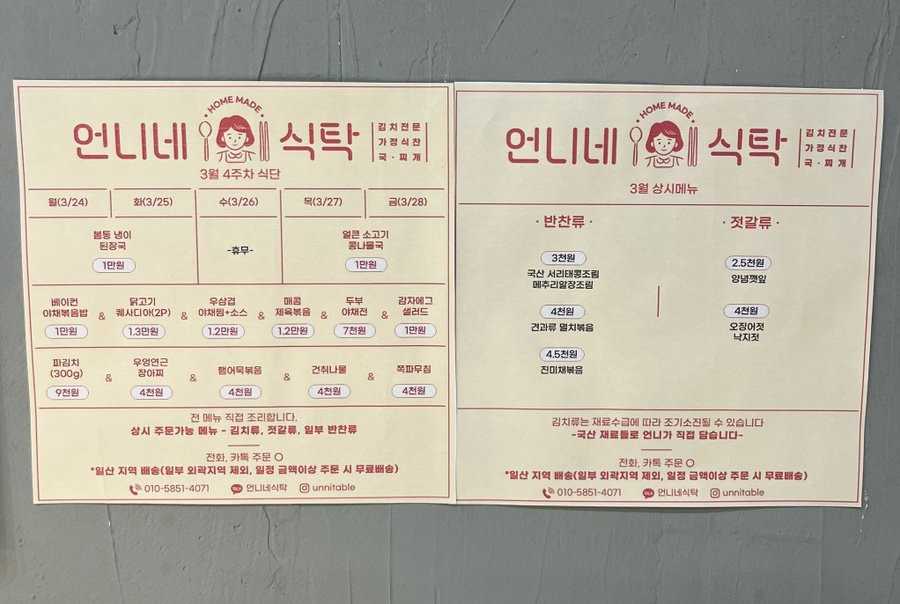 HOME MADE
언니네 식탁
김치전문
가정식찬
국·찌개
3월 4주차 식단
월(3/24) 화(3/25) 수(3/26) 목(3/27) 금(3/28)
봄동 냉이
된장국
1만원
-휴무-
얼큰 소고기
콩나물국
1만원
베이컨
야채볶음밥
1만원
&
닭고기
퀘사디아(2P)
1.3만원
&
우삼겹
야채찜+소스
1.2만원
&
매콤
제육볶음
1.2만원
&
두부
야채전
7천원
&
감자에그
샐러드
1만원
파김치
(300g)
9천원
&
우엉연근
장아찌
4천원
&
햄어묵볶음
4천원
&
건취나물
4천원
&
쪽파무침
4천원
전 메뉴 직접 조리합니다.
상시 주문가능 메뉴 - 김치류, 젓갈류, 일부 반찬류
전화, 카톡 주문 O
*일산 지역 배송(일부 외곽지역 제외, 일정 금액이상 주문 시 무료배송)
010-5851-4071 언니네식탁 unnitable
HOME MADE
언니네 식탁
김치전문
가정식찬
국·찌개
3월 상시메뉴
· 반찬류 ·
3천원
국산 서리태콩조림
메추리알장조림
4천원
견과류 멸치볶음
4.5천원
진미채볶음
· 젓갈류 ·
2.5천원
양념깻잎
4천원
오징어젓
낙지젓
김치류는 재료수급에 따라 조기소진될 수 있습니다
-국산 재료들로 언니가 직접 담습니다-
전화, 카톡 주문 O
*일산 지역 배송(일부 외곽지역 제외, 일정 금액이상 주문 시 무료배송)
010-5851-4071 언니네식탁 unnitable